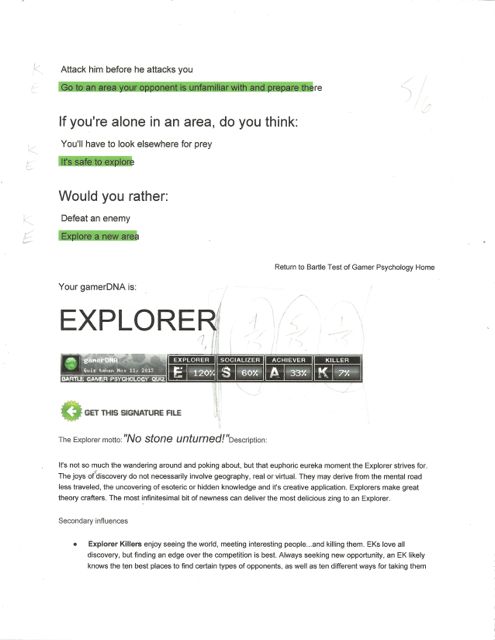 K
Attack him before he attacks you
E
Go to an area your opponent is unfamiliar with and prepare there
5/6
If you're alone in an area, do you think:
K
You'll have to look elsewhere for prey
E
It's safe to explore
Would you rather:
K
Defeat an enemy
E
Explore a new area
Return to Bartle Test of Gamer Psychology Home
Your gamerDNA is:
EXPLORER
gamerDNA
Quiz taken Nov 11, 2013
BARTLE GAMER PSYCHOLOGY QUIZ
EXPLORER SOCIALIZER ACHIEVER KILLER
E 120% S 60% A 33% K 7%
GET THIS SIGNATURE FILE
The Explorer motto: "No stone unturned!" Description:
It's not so much the wandering around and poking about, but that euphoric eureka moment the Explorer strives for.
The joys of discovery do not necessarily involve geography, real or virtual. They may derive from the mental road
less traveled, the uncovering of esoteric or hidden knowledge and it's creative application. Explorers make great
theory crafters. The most infinitesimal bit of newness can deliver the most delicious zing to an Explorer.
Secondary influences
• Explorer Killers enjoy seeing the world, meeting interesting people...and killing them. EKs love all
discovery, but finding an edge over the competition is best. Always seeking new opportunity, an EK likely
knows the ten best places to find certain types of opponents, as well as ten different ways for taking them